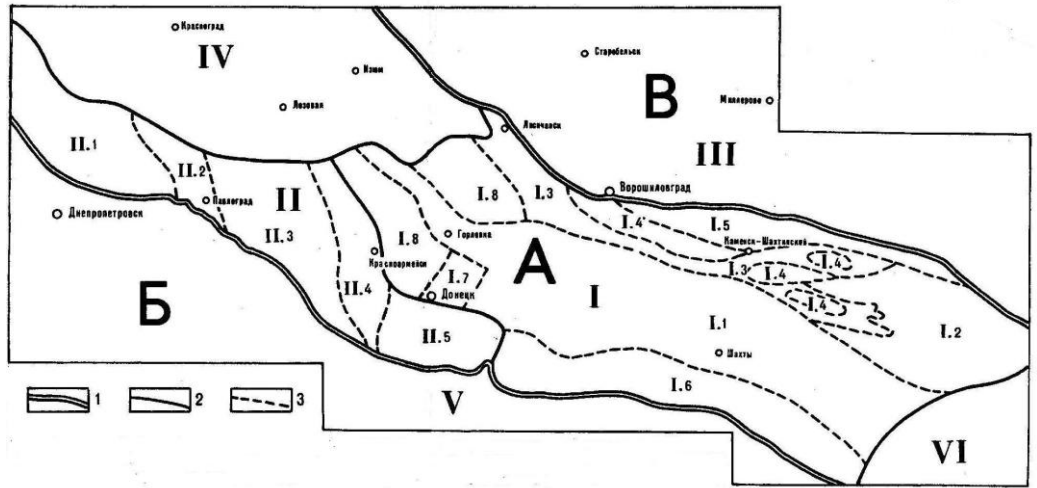 Красноград
Старобельск
IV
Изюм
В
Лозовая
Миллерово
Лисичанск
II.1
III
II.2
I.8
I.3
Ворошиловград
Павлоград
II
Днепропетровск
I.4
I.5
II.3
I.8
Горловка
А
Каменск-Шахтинский
Красноармейск
I.3
I.4
I.4
I.7
II.4
Донецк
I
I.4
Б
II.5
I.1
I.2
Шахты
I.6
1
2
3
V
VI